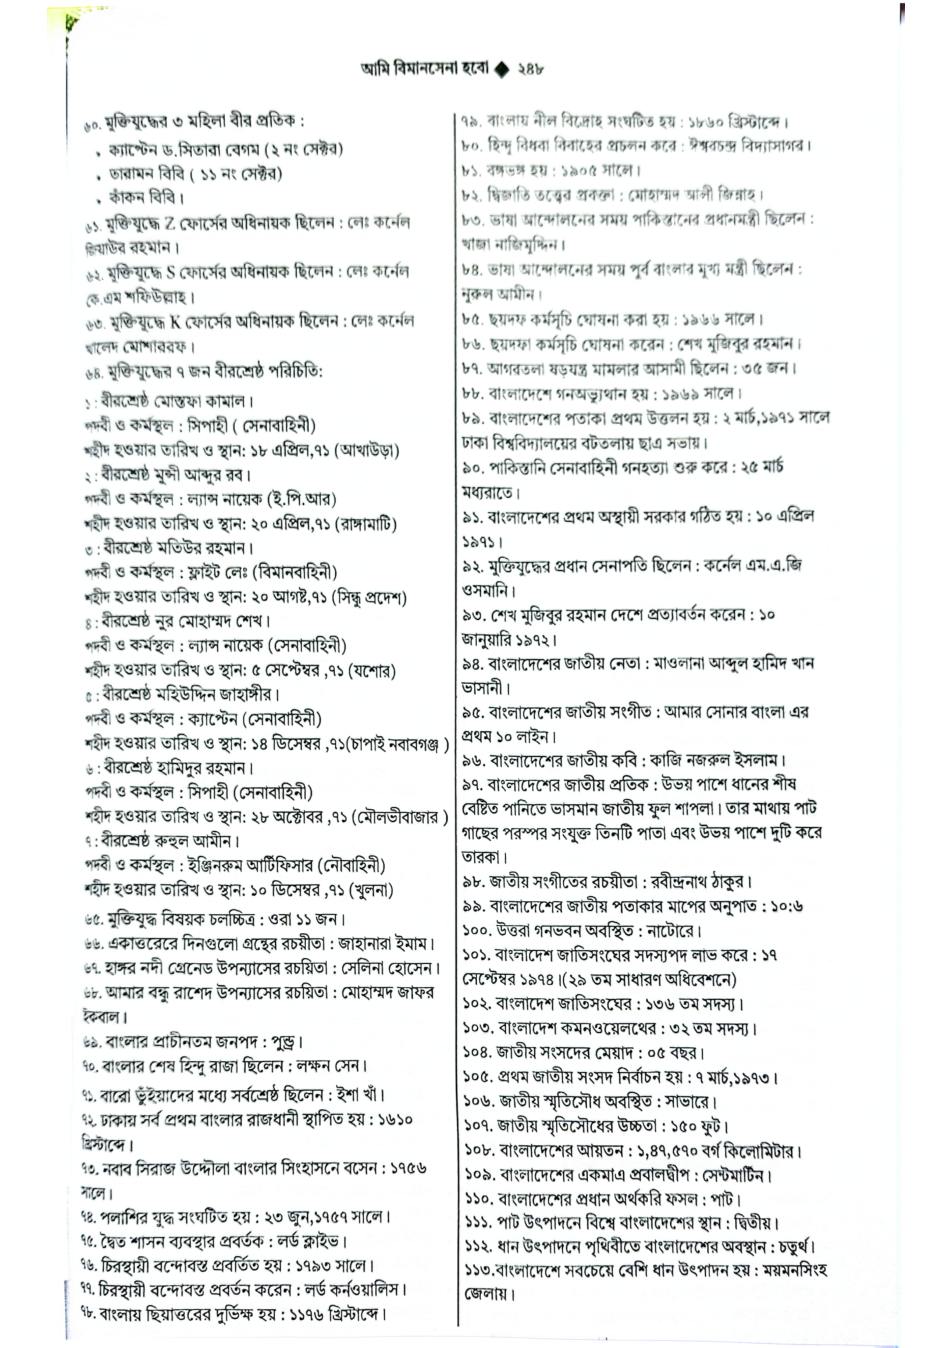 আমি বিমানসেনা হবো ◆ ২৪৮
৬০. মুক্তিযুদ্ধের ৩ মহিলা বীর প্রতিক :
• ক্যাপ্টেন ড.সিতারা বেগম (২ নং সেক্টর)
• তারামন বিবি ( ১১ নং সেক্টর)
• কাঁকন বিবি।
৬১. মুক্তিযুদ্ধে Z ফোর্সের অধিনায়ক ছিলেন : লেঃ কর্নেল
জিয়াউর রহমান।
৬২. মুক্তিযুদ্ধে S ফোর্সের অধিনায়ক ছিলেন : লেঃ কর্নেল
কে.এম শফিউল্লাহ।
৬৩. মুক্তিযুদ্ধে K ফোর্সের অধিনায়ক ছিলেন : লেঃ কর্নেল
খালেদ মোশাররফ।
৬৪. মুক্তিযুদ্ধের ৭ জন বীরশ্রেষ্ঠ পরিচিতি:
১ : বীরশ্রেষ্ঠ মোস্তফা কামাল।
পদবী ও কর্মস্থল : সিপাহী ( সেনাবাহিনী)
শহীদ হওয়ার তারিখ ও স্থান: ১৮ এপ্রিল,৭১ (আখাউড়া)
২ : বীরশ্রেষ্ঠ মুন্সী আব্দুর রব।
পদবী ও কর্মস্থল : ল্যান্স নায়েক (ই.পি.আর)
শহীদ হওয়ার তারিখ ও স্থান: ২০ এপ্রিল,৭১ (রাঙ্গামাটি)
৩ : বীরশ্রেষ্ঠ মতিউর রহমান।
পদবী ও কর্মস্থল : ফ্লাইট লেঃ (বিমানবাহিনী)
শহীদ হওয়ার তারিখ ও স্থান: ২০ আগষ্ট,৭১ (সিন্ধু প্রদেশ)
৪ : বীরশ্রেষ্ঠ নুর মোহাম্মদ শেখ।
পদবী ও কর্মস্থল : ল্যান্স নায়েক (সেনাবাহিনী)
শহীদ হওয়ার তারিখ ও স্থান: ৫ সেপ্টেম্বর ,৭১ (যশোর)
৫ : বীরশ্রেষ্ঠ মহিউদ্দিন জাহাঙ্গীর।
পদবী ও কর্মস্থল : ক্যাপ্টেন (সেনাবাহিনী)
শহীদ হওয়ার তারিখ ও স্থান: ১৪ ডিসেম্বর ,৭১(চাপাই নবাবগঞ্জ )
৬ : বীরশ্রেষ্ঠ হামিদুর রহমান।
পদবী ও কর্মস্থল : সিপাহী (সেনাবাহিনী)
শহীদ হওয়ার তারিখ ও স্থান: ২৮ অক্টোবর ,৭১ (মৌলভীবাজার )
৭ : বীরশ্রেষ্ঠ রুহুল আমীন।
পদবী ও কর্মস্থল : ইঞ্জিনরুম আর্টিফিসার (নৌবাহিনী)
শহীদ হওয়ার তারিখ ও স্থান: ১০ ডিসেম্বর ,৭১ (খুলনা)
৬৫. মুক্তিযুদ্ধ বিষয়ক চলচ্চিত্র : ওরা ১১ জন।
৬৬. একাত্তরেরে দিনগুলো গ্রন্থের রচয়ীতা : জাহানারা ইমাম।
৬৭. হাঙ্গর নদী গ্রেনেড উপন্যাসের রচয়িতা : সেলিনা হোসেন।
৬৮. আমার বন্ধু রাশেদ উপন্যাসের রচয়িতা : মোহাম্মদ জাফর
ইকবাল।
৬৯. বাংলার প্রাচীনতম জনপদ : পুন্ড্র।
৭০. বাংলার শেষ হিন্দু রাজা ছিলেন : লক্ষন সেন।
৭১. বারো ভুঁইয়াদের মধ্যে সর্বশ্রেষ্ঠ ছিলেন : ইশা খাঁ।
৭২. ঢাকায় সর্ব প্রথম বাংলার রাজধানী স্থাপিত হয় : ১৬১০
খ্রিস্টাব্দে।
৭৩. নবাব সিরাজ উদ্দৌলা বাংলার সিংহাসনে বসেন : ১৭৫৬
সালে।
৭৪. পলাশির যুদ্ধ সংঘটিত হয় : ২৩ জুন,১৭৫৭ সালে।
৭৫. দ্বৈত শাসন ব্যবস্থার প্রবর্তক : লর্ড ক্লাইভ।
৭৬. চিরস্থায়ী বন্দোবস্ত প্রবর্তিত হয় : ১৭৯৩ সালে।
৭৭. চিরস্থায়ী বন্দোবস্ত প্রবর্তন করেন : লর্ড কর্নওয়ালিস।
৭৮. বাংলায় ছিয়াত্তরের দুর্ভিক্ষ হয় : ১১৭৬ খ্রিস্টাব্দে।
৭৯. বাংলায় নীল বিদ্রোহ সংঘটিত হয় : ১৮৬০ খ্রিস্টাব্দে।
৮০. হিন্দু বিধবা বিবাহের প্রচলন করে : ঈশ্বরচন্দ্র বিদ্যাসাগর।
৮১. বঙ্গভঙ্গ হয় : ১৯০৫ সালে।
৮২. দ্বিজাতি তত্ত্বের প্রবক্তা : মোহাম্মদ আলী জিন্নাহ।
৮৩. ভাষা আন্দোলনের সময় পাকিস্তানের প্রধানমন্ত্রী ছিলেন :
খাজা নাজিমুদ্দিন।
৮৪. ভাষা আন্দোলনের সময় পূর্ব বাংলার মুখ্য মন্ত্রী ছিলেন :
নুরুল আমীন।
৮৫. ছয়দফ কর্মসূচি ঘোষনা করা হয় : ১৯৬৬ সালে।
৮৬. ছয়দফা কর্মসূচি ঘোষনা করেন : শেখ মুজিবুর রহমান।
৮৭. আগরতলা ষড়যন্ত্র মামলার আসামী ছিলেন : ৩৫ জন।
৮৮. বাংলাদেশে গনঅভ্যুথান হয় : ১৯৬৯ সালে।
৮৯. বাংলাদেশের পতাকা প্রথম উত্তলন হয় : ২ মার্চ,১৯৭১ সালে
ঢাকা বিশ্ববিদ্যালয়ের বটতলায় ছাএ সভায়।
৯০. পাকিস্তানি সেনাবাহিনী গনহত্যা শুরু করে : ২৫ মার্চ
মধ্যরাতে।
৯১. বাংলাদেশের প্রথম অস্থায়ী সরকার গঠিত হয় : ১০ এপ্রিল
১৯৭১।
৯২. মুক্তিযুদ্ধের প্রধান সেনাপতি ছিলেন : কর্নেল এম.এ.জি
ওসমানি।
৯৩. শেখ মুজিবুর রহমান দেশে প্রত্যাবর্তন করেন : ১০
জানুয়ারি ১৯৭২।
৯৪. বাংলাদেশের জাতীয় নেতা : মাওলানা আব্দুল হামিদ খান
ভাসানী।
৯৫. বাংলাদেশের জাতীয় সংগীত : আমার সোনার বাংলা এর
প্রথম ১০ লাইন।
৯৬. বাংলাদেশের জাতীয় কবি : কাজি নজরুল ইসলাম।
৯৭. বাংলাদেশের জাতীয় প্রতিক : উভয় পাশে ধানের শীষ
বেষ্টিত পানিতে ভাসমান জাতীয় ফুল শাপলা। তার মাথায় পাট
গাছের পরস্পর সংযুক্ত তিনটি পাতা এবং উভয় পাশে দুটি করে
তারকা।
৯৮. জাতীয় সংগীতের রচয়ীতা : রবীন্দ্রনাথ ঠাকুর।
৯৯. বাংলাদেশের জাতীয় পতাকার মাপের অনুপাত : ১০:৬
১০০. উত্তরা গনভবন অবস্থিত : নাটোরে।
১০১. বাংলাদেশ জাতিসংঘের সদস্যপদ লাভ করে : ১৭
সেপ্টেম্বর ১৯৭৪।(২৯ তম সাধারণ অধিবেশনে)
১০২. বাংলাদেশ জাতিসংঘের : ১৩৬ তম সদস্য।
১০৩. বাংলাদেশ কমনওয়েলথের : ৩২ তম সদস্য।
১০৪. জাতীয় সংসদের মেয়াদ : ০৫ বছর।
১০৫. প্রথম জাতীয় সংসদ নির্বাচন হয় : ৭ মার্চ,১৯৭৩।
১০৬. জাতীয় স্মৃতিসৌধ অবস্থিত : সাভারে।
১০৭. জাতীয় স্মৃতিসৌধের উচ্চতা : ১৫০ ফুট।
১০৮. বাংলাদেশের আয়তন : ১,৪৭,৫৭০ বর্গ কিলোমিটার।
১০৯. বাংলাদেশের একমাএ প্রবালদ্বীপ : সেন্টমার্টিন।
১১০. বাংলাদেশের প্রধান অর্থকরি ফসল : পাট।
১১১. পাট উৎপাদনে বিশ্বে বাংলাদেশের স্থান : দ্বিতীয়।
১১২. ধান উৎপাদনে পৃথিবীতে বাংলাদেশের অবস্থান : চতুর্থ।
১১৩.বাংলাদেশে সবচেয়ে বেশি ধান উৎপাদন হয় : ময়মনসিংহ
জেলায়।